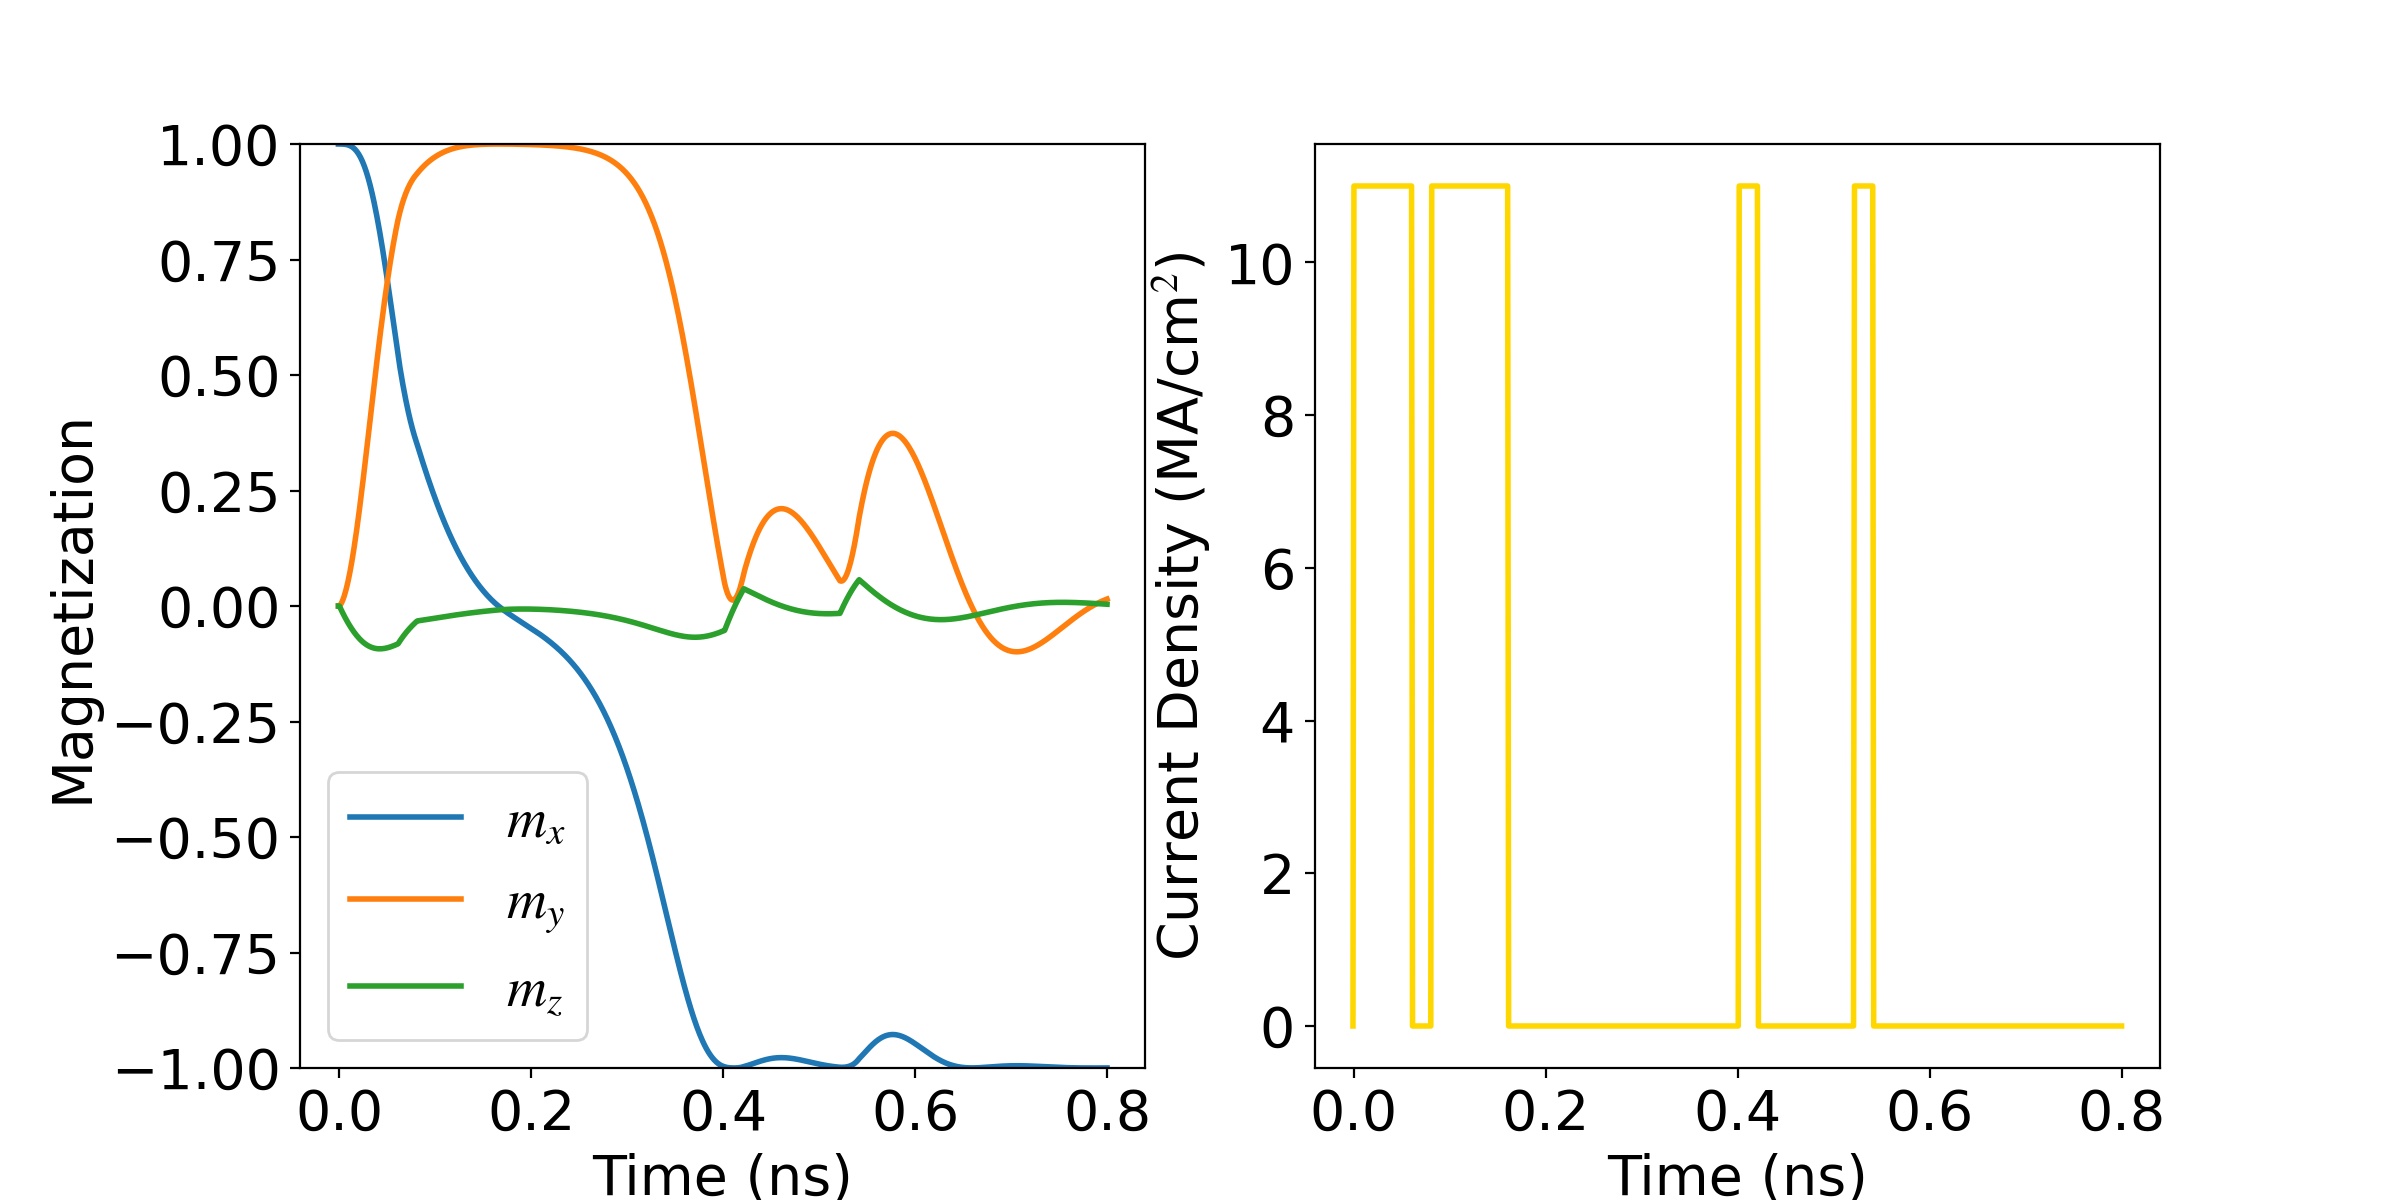 1.00
0.75
0.50
0.25
0.00
−0.25
−0.50
−0.75
−1.00
Magnetization
m_x
m_y
m_z
0.0 0.2 0.4 0.6 0.8
Time (ns)
10
8
6
4
2
0
Current Density (MA/cm²)
0.0 0.2 0.4 0.6 0.8
Time (ns)